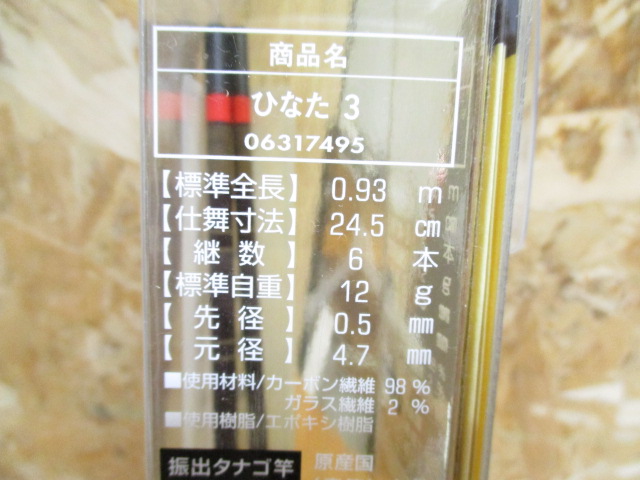 商品名
ひなた 3
06317495
【標準全長】 0.93 m
【仕舞寸法】 24.5 cm
【継数】 6 本
【標準自重】 12 g
【先径】 0.5 mm
【元径】 4.7 mm
■使用材料/カーボン繊維 98 %
ガラス繊維 2 %
■使用樹脂/エポキシ樹脂
振出タナゴ竿 原産国